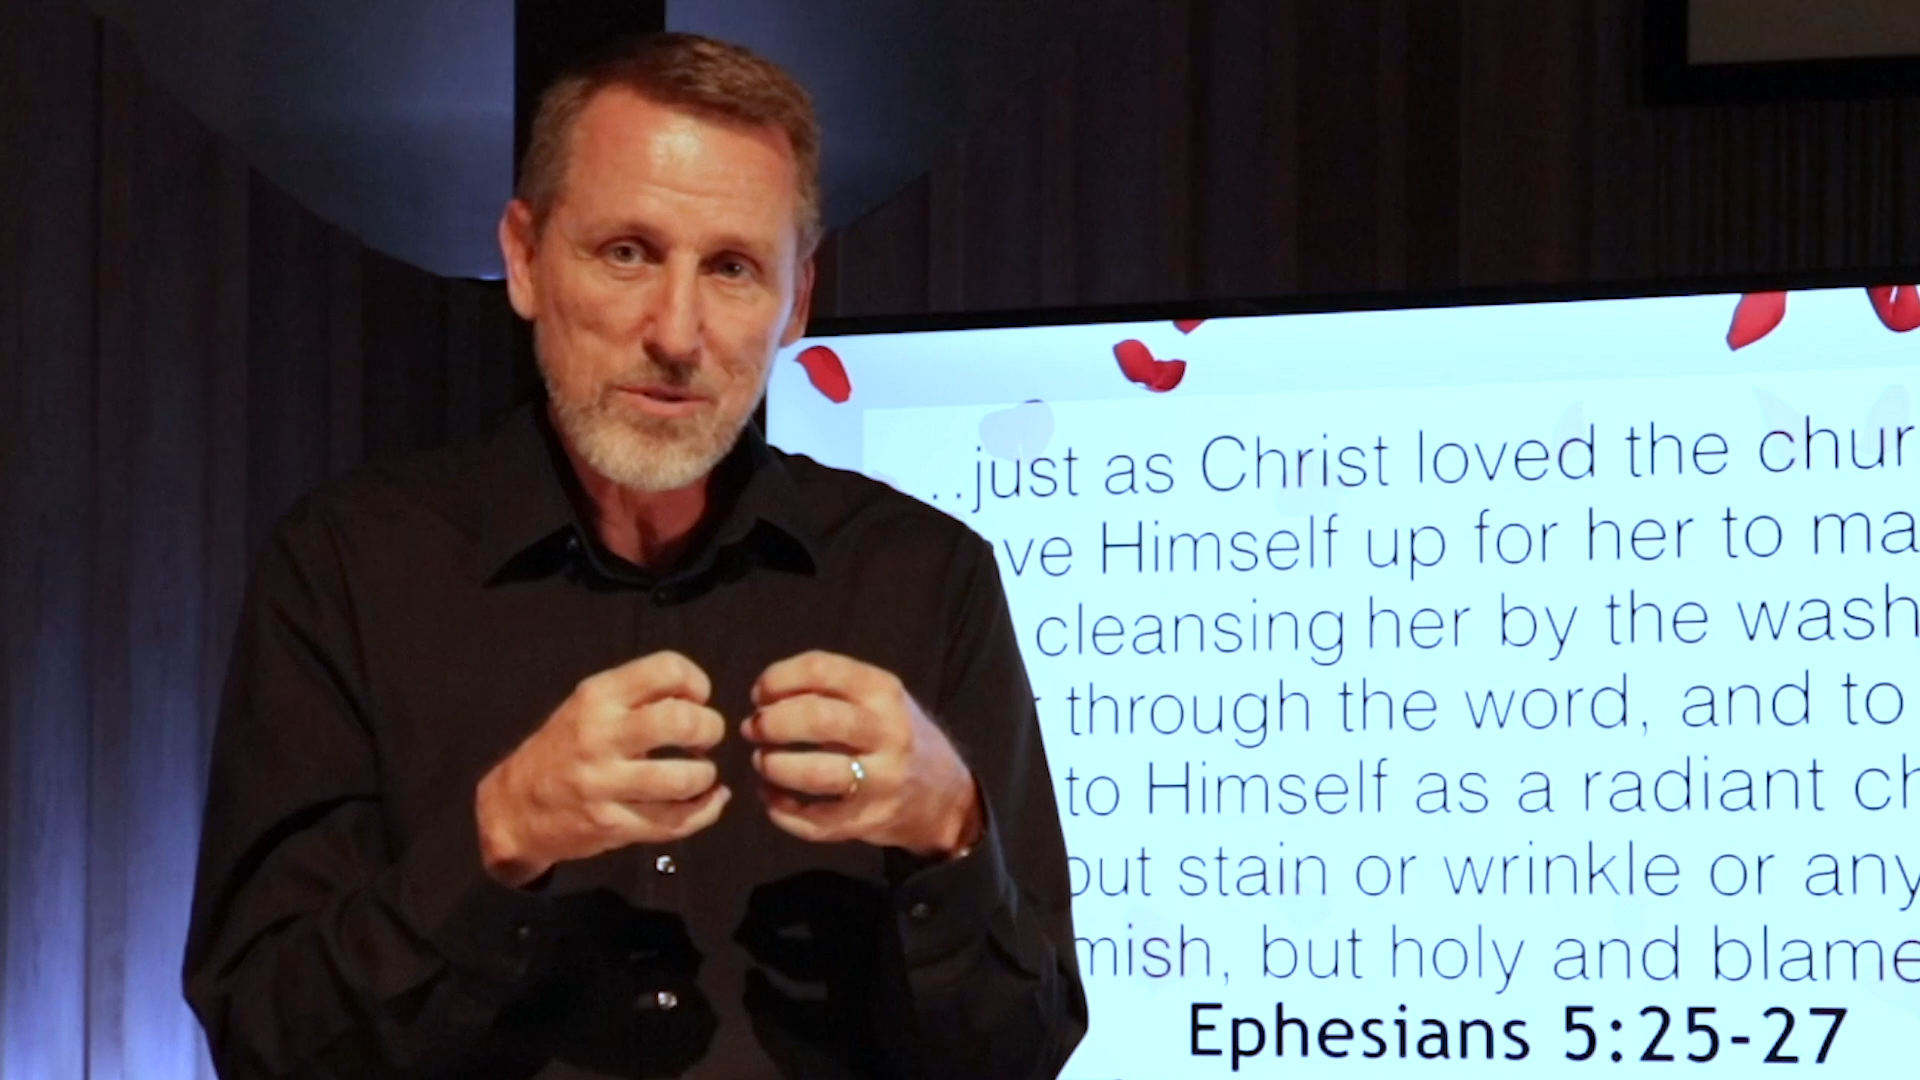 ..just as Christ loved the chur
ve Himself up for her to ma
cleansing her by the wash
through the word, and to
to Himself as a radiant ch
out stain or wrinkle or any
mish, but holy and blame
Ephesians 5:25-27